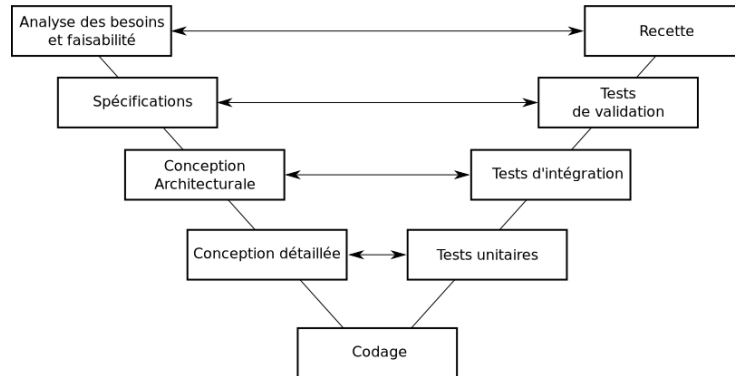 Analyse des besoins
et faisabilité
Recette
Spécifications
Tests
de validation
Conception
Architecturale
Tests d'intégration
Conception détaillée
Tests unitaires
Codage